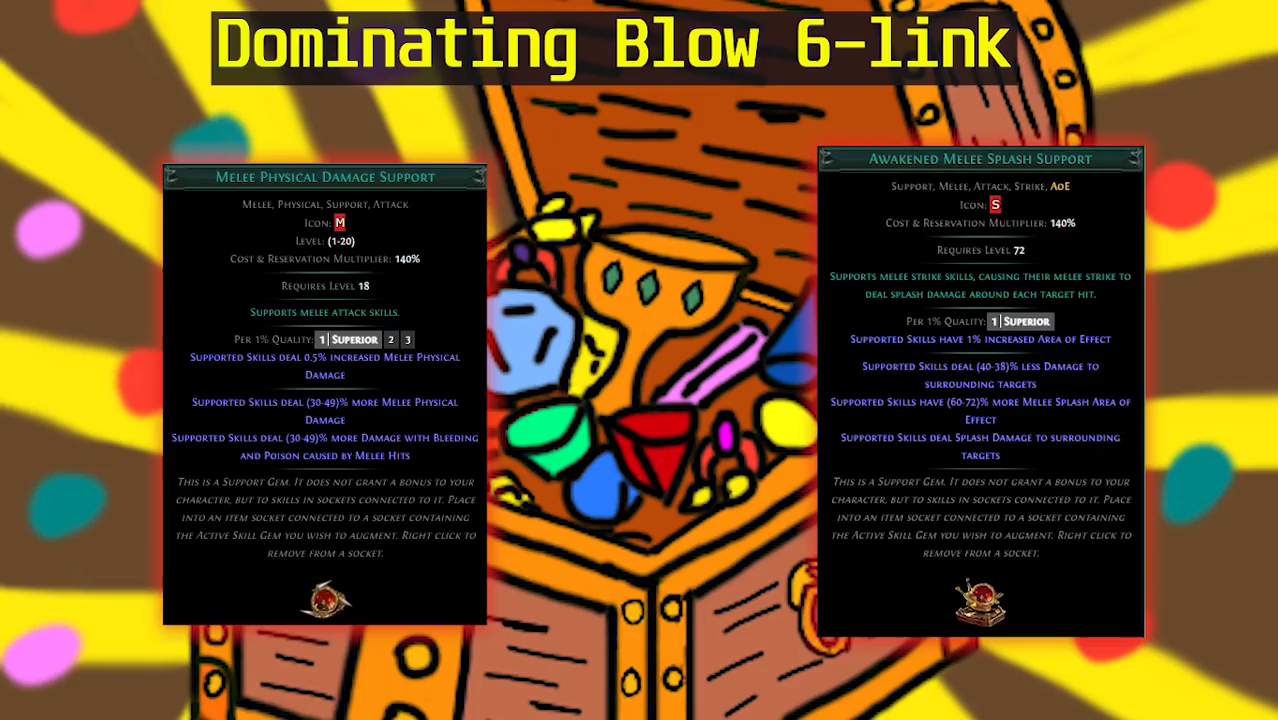 Dominating Blow 6-link
Melee Physical Damage Support
Melee, Physical, Support, Attack
Icon: M
Level: (1-20)
Cost & Reservation Multiplier: 140%
Requires Level 18
Supports melee attack skills.
Per 1% Quality: 1 Superior 2 3
Supported Skills deal 0.5% increased Melee Physical
Damage
Supported Skills deal (30-49)% more Melee Physical
Damage
Supported Skills deal (30-49)% more Damage with Bleeding
and Poison caused by Melee Hits
This is a Support Gem. It does not grant a bonus to your
character, but to skills in sockets connected to it. Place
into an item socket connected to a socket containing
the Active Skill Gem you wish to augment. Right click to
remove from a socket.
Awakened Melee Splash Support
Support, Melee, Attack, Strike, AoE
Icon: S
Cost & Reservation Multiplier: 140%
Requires Level 72
Supports melee strike skills, causing their melee strike to
deal splash damage around each target hit.
Per 1% Quality: 1 Superior
Supported Skills have 1% increased Area of Effect
Supported Skills deal (40-38)% less Damage to
surrounding targets
Supported Skills have (60-72)% more Melee Splash Area of
Effect
Supported Skills deal Splash Damage to surrounding
targets
This is a Support Gem. It does not grant a bonus to your
character, but to skills in sockets connected to it. Place
into an item socket connected to a socket containing
the Active Skill Gem you wish to augment. Right click to
remove from a socket.